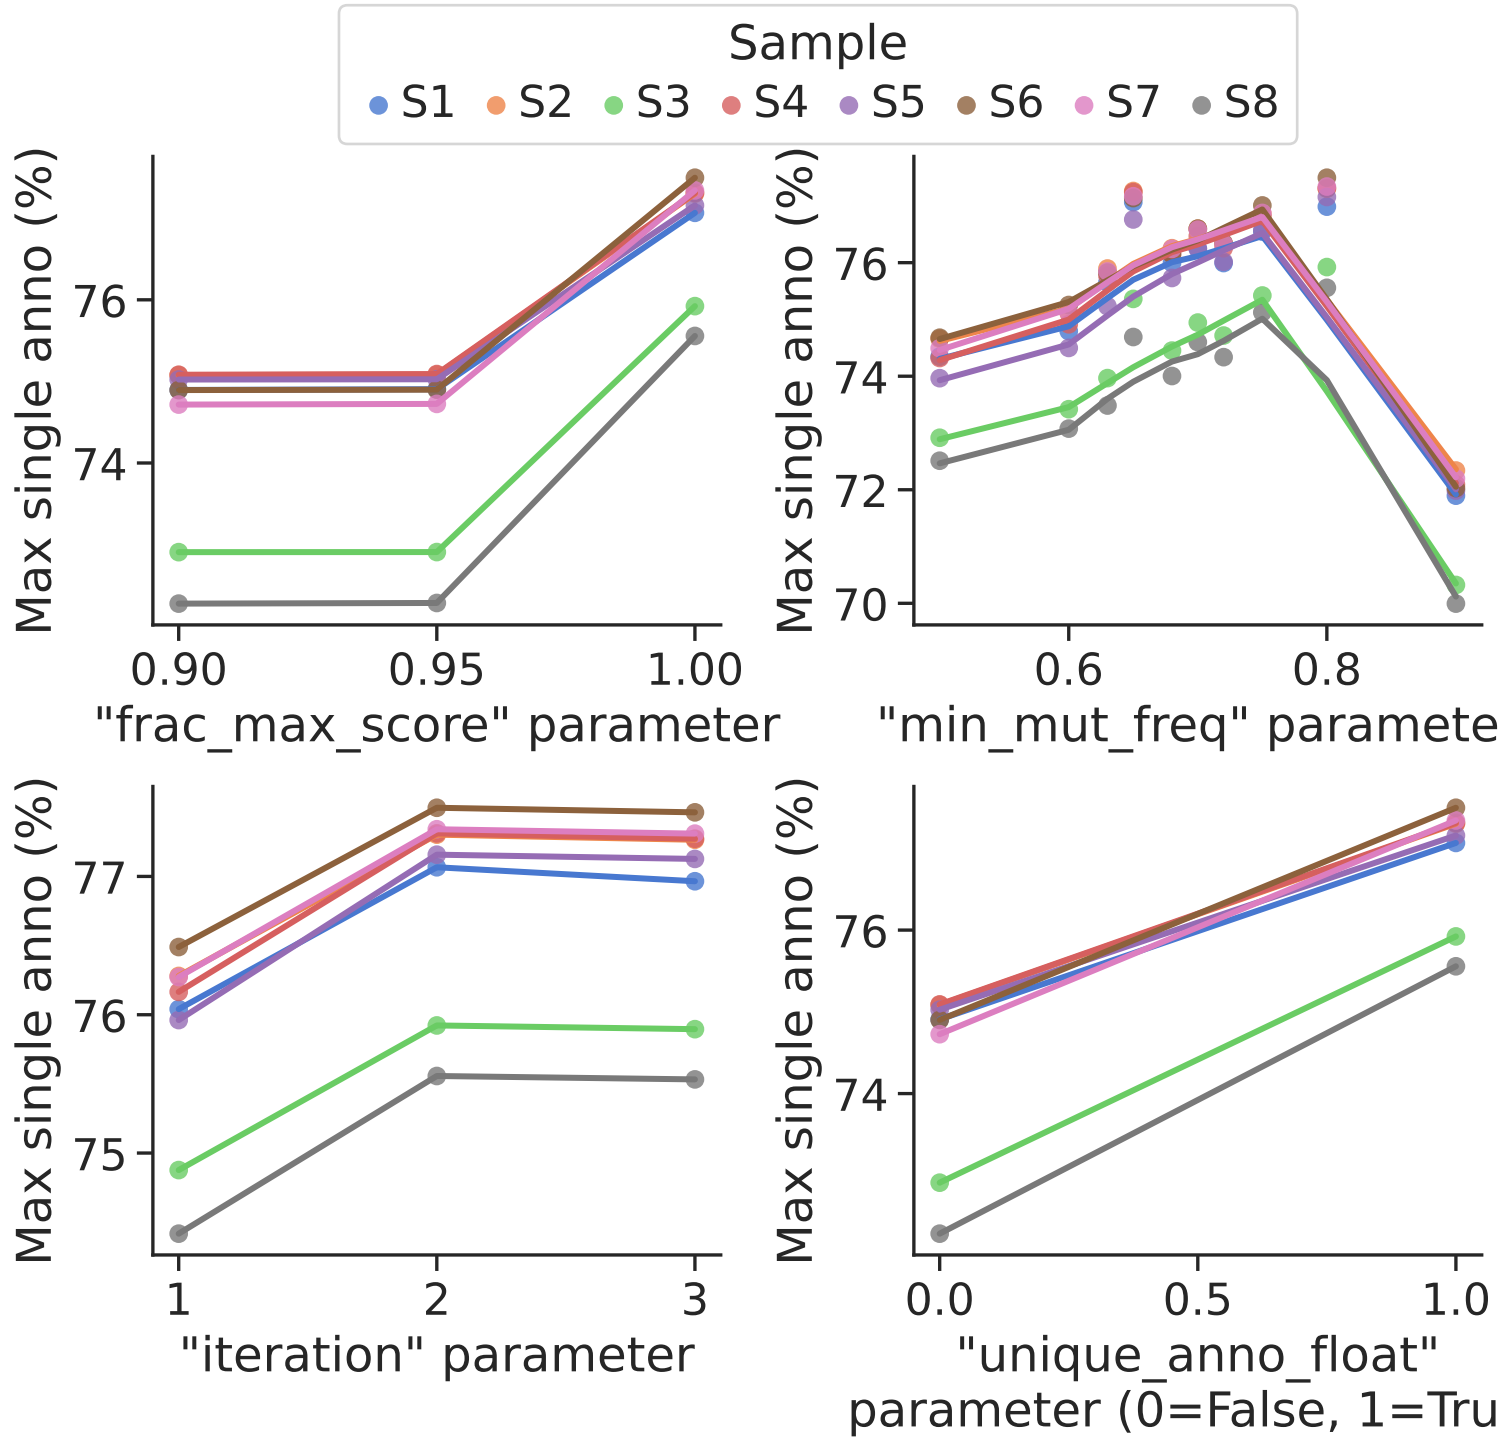 Sample
S1 S2 S3 S4 S5 S6 S7 S8
Max single anno (%)
76
74
0.90 0.95 1.00
"frac_max_score" parameter
Max single anno (%)
76
74
72
70
0.6 0.8
"min_mut_freq" paramete
Max single anno (%)
77
76
75
1 2 3
"iteration" parameter
Max single anno (%)
76
74
0.0 0.5 1.0
"unique_anno_float"
parameter (0=False, 1=Tru